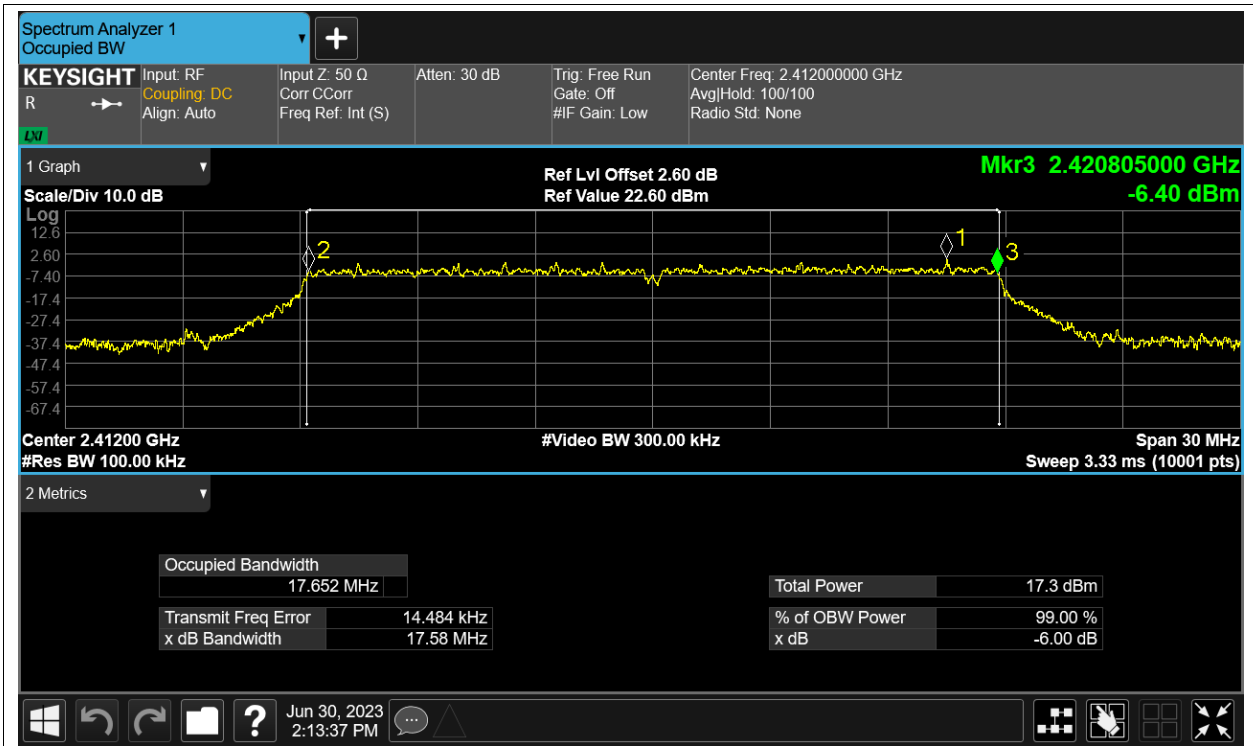 Spectrum Analyzer 1
Occupied BW
KEYSIGHT
R
LXI
Input: RF
Coupling: DC
Align: Auto
Input Z: 50 Ω
Corr CCorr
Freq Ref: Int (S)
Atten: 30 dB
Trig: Free Run
Gate: Off
#IF Gain: Low
Center Freq: 2.412000000 GHz
Avg|Hold: 100/100
Radio Std: None
1 Graph
Scale/Div 10.0 dB
Ref Lvl Offset 2.60 dB
Ref Value 22.60 dBm
Mkr3 2.420805000 GHz
-6.40 dBm
Log
12.6
2.60
-7.40
-17.4
-27.4
-37.4
-47.4
-57.4
-67.4
2
1
3
Center 2.41200 GHz
#Res BW 100.00 kHz
#Video BW 300.00 kHz
Span 30 MHz
Sweep 3.33 ms (10001 pts)
2 Metrics
Occupied Bandwidth
17.652 MHz
Transmit Freq Error 14.484 kHz
x dB Bandwidth 17.58 MHz
Total Power 17.3 dBm
% of OBW Power 99.00 %
x dB -6.00 dB
?
Jun 30, 2023
2:13:37 PM